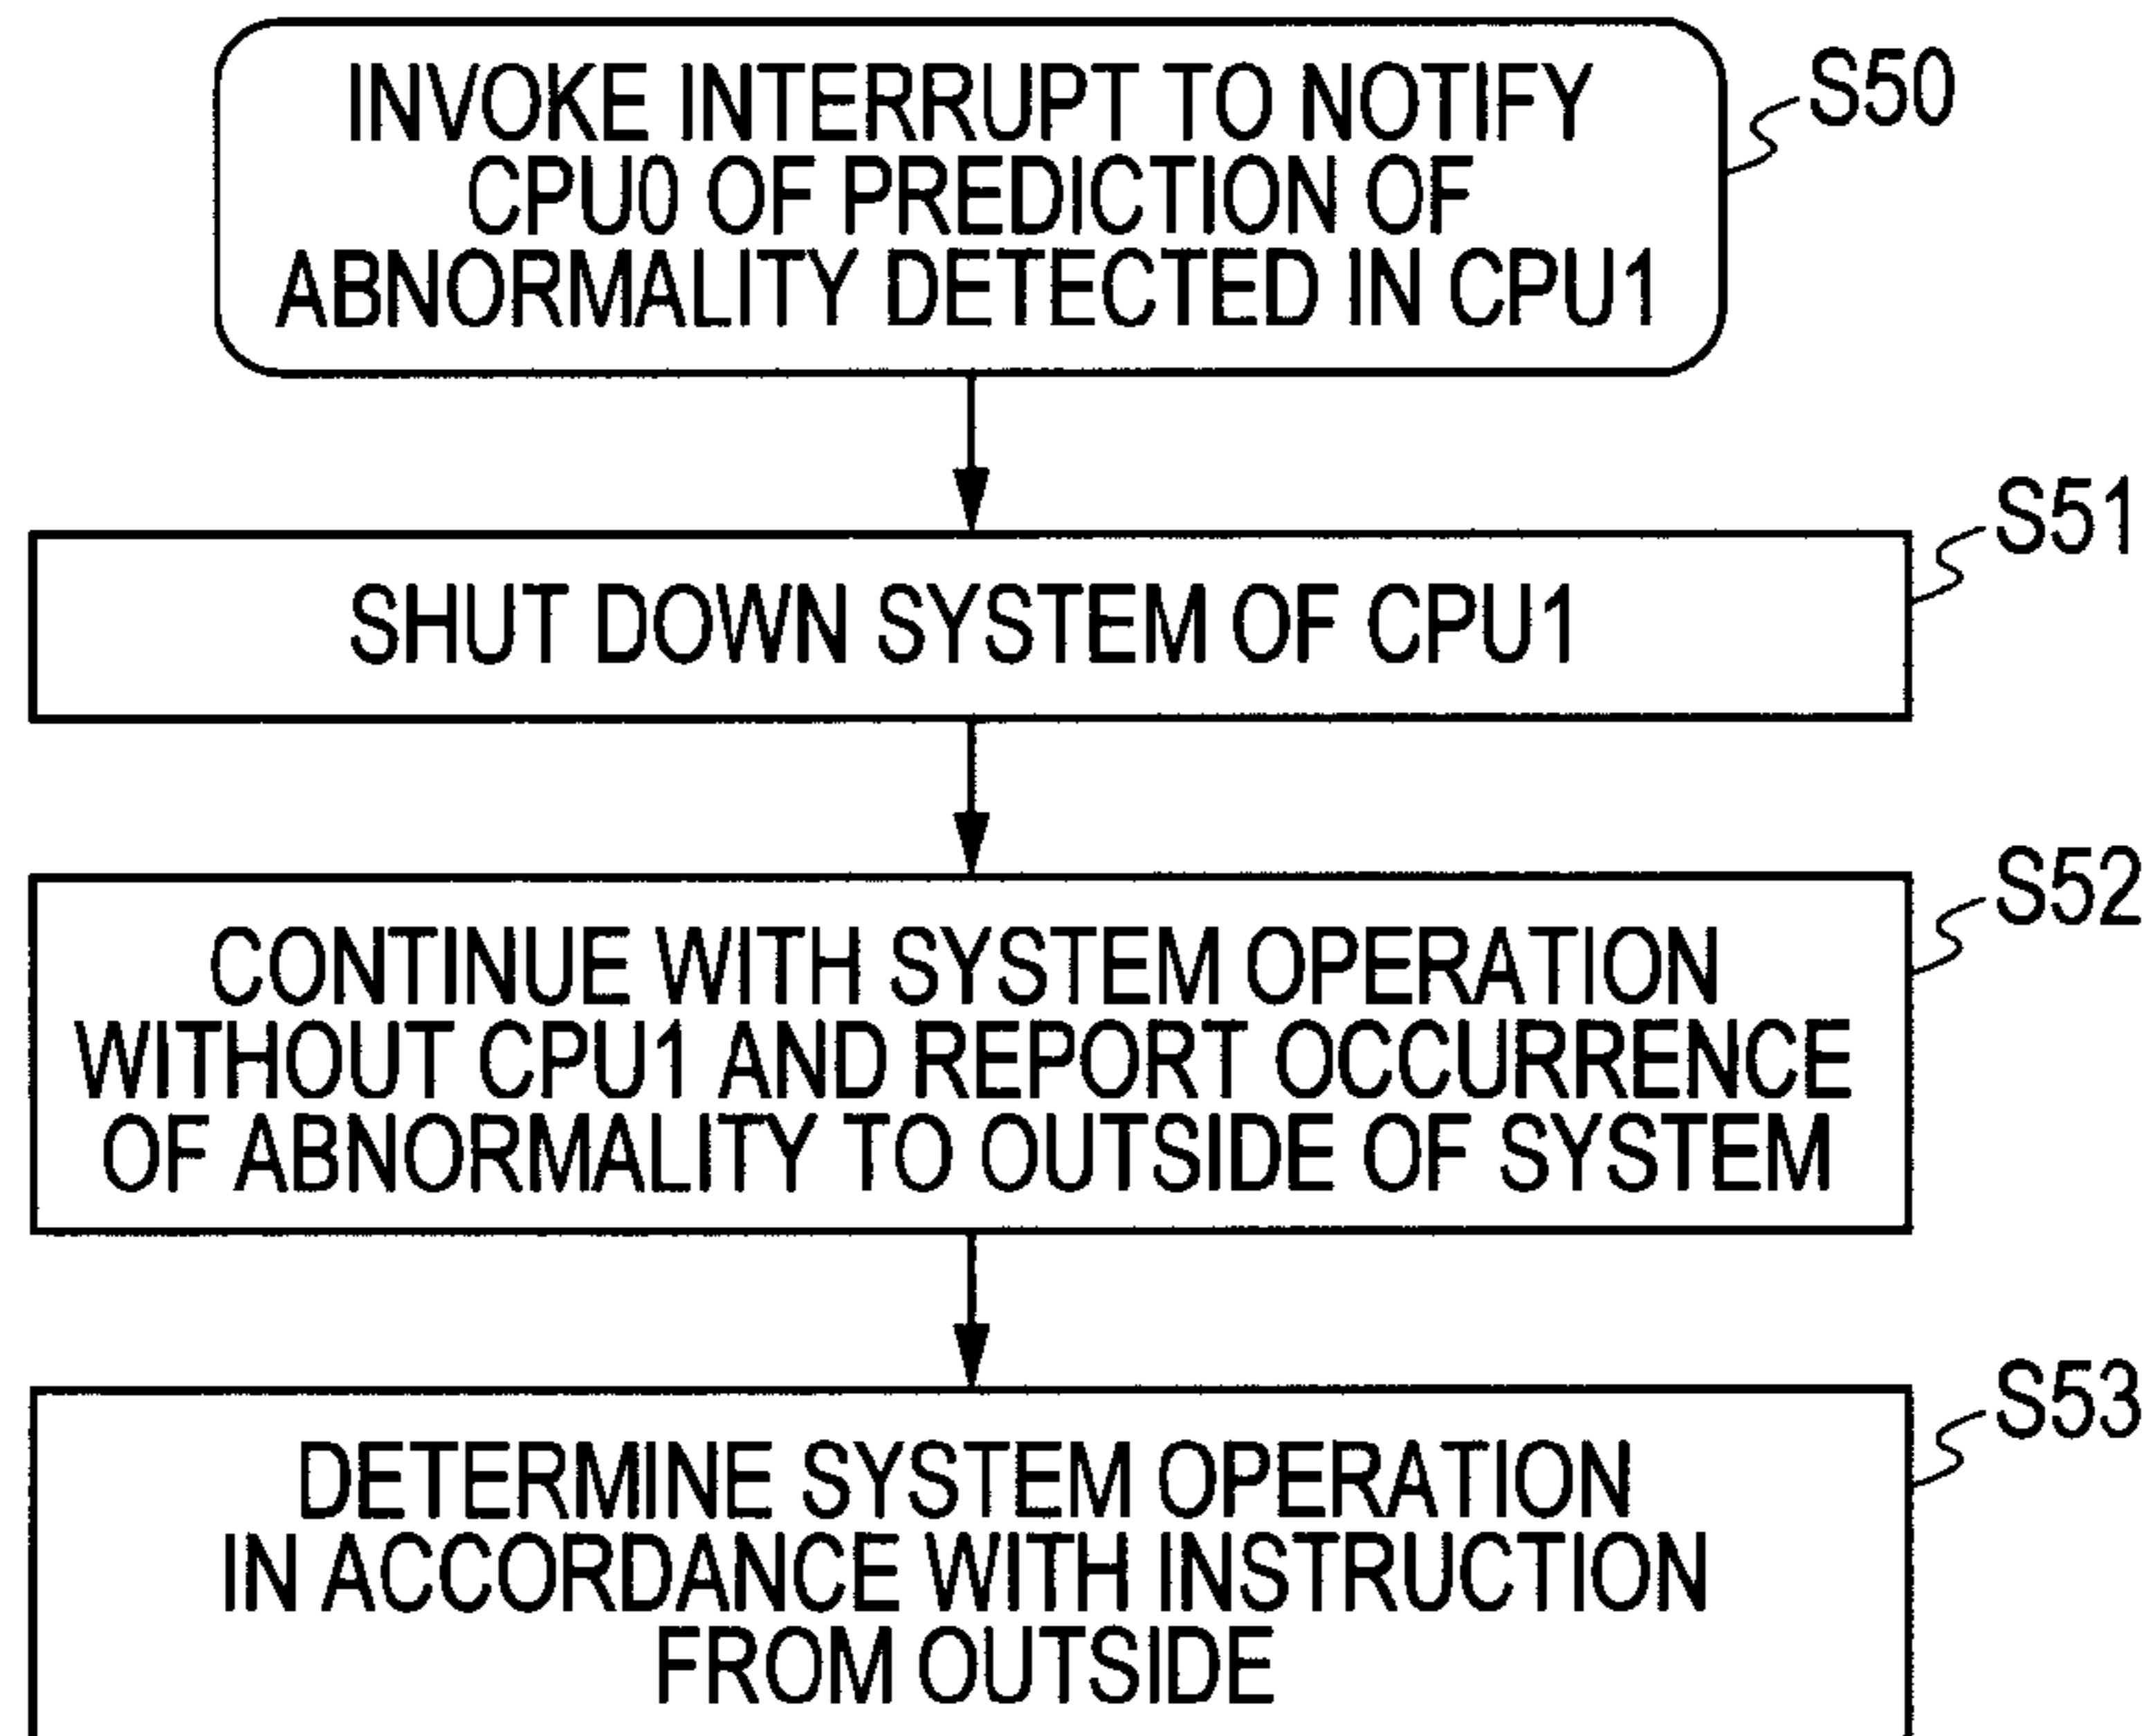 INVOKE INTERRUPT TO NOTIFY
CPU0 OF PREDICTION OF
ABNORMALITY DETECTED IN CPU1
S50
SHUT DOWN SYSTEM OF CPU1
S51
CONTINUE WITH SYSTEM OPERATION
WITHOUT CPU1 AND REPORT OCCURRENCE
OF ABNORMALITY TO OUTSIDE OF SYSTEM
S52
DETERMINE SYSTEM OPERATION
IN ACCORDANCE WITH INSTRUCTION
FROM OUTSIDE
S53